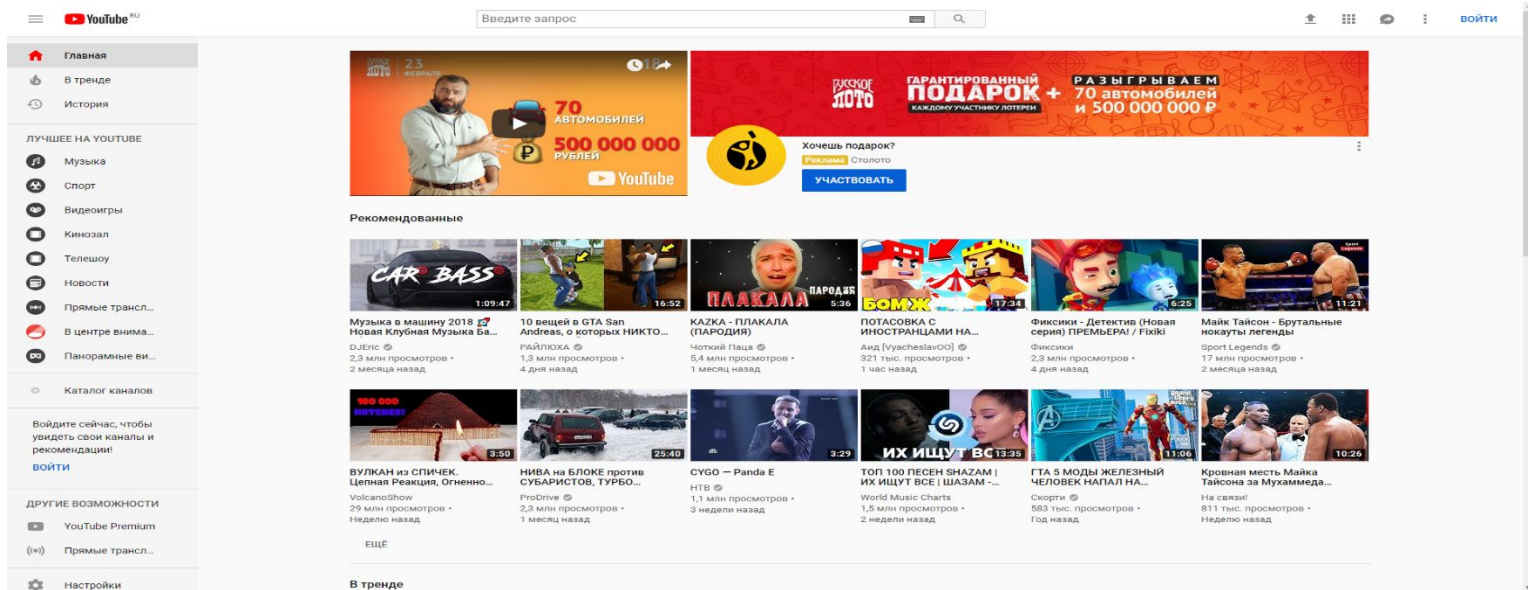 YouTube RU
Введите запрос
ВОЙТИ
Главная
В тренде
История
ЛУЧШЕЕ НА YOUTUBE
Музыка
Спорт
Видеоигры
Кинозал
Телешоу
Новости
Прямые трансл...
В центре внима...
Панорамные ви...
Каталог каналов
Войдите сейчас, чтобы
увидеть свои каналы и
рекомендации!
ВОЙТИ
ДРУГИЕ ВОЗМОЖНОСТИ
YouTube Premium
Прямые трансл...
Настройки
РУССКОЕ ЛОТО
23
ФЕВРАЛЯ
18+
70
АВТОМОБИЛЕЙ
500 000 000
РУБЛЕЙ
YouTube
РУССКОЕ
ЛОТО
ГАРАНТИРОВАННЫЙ
ПОДАРОК +
КАЖДОМУ УЧАСТНИКУ ЛОТЕРЕИ
РАЗЫГРЫВАЕМ
70 автомобилей
и 500 000 000 ₽
Хочешь подарок?
Реклама Столото
УЧАСТВОВАТЬ
Рекомендованные
CAR BASS
1:09:47
Музыка в машину 2018
Новая Клубная Музыка Ба...
DJEric
2,3 млн просмотров •
2 месяца назад
16:52
10 вещей в GTA San
Andreas, о которых НИКТО...
РАЙЛЮХА
1,3 млн просмотров •
4 дня назад
ПЛАКАЛА
ПАРОДИЯ
5:36
KAZKA - ПЛАКАЛА
(ПАРОДИЯ)
Чоткий Паца
5,4 млн просмотров •
1 месяц назад
БОМЖ
17:34
ПОТАСОВКА С
ИНОСТРАНЦАМИ НА...
Аид [VyacheslavOO]
321 тыс. просмотров •
1 час назад
6:25
Фиксики - Детектив (Новая
серия) ПРЕМЬЕРА! / Fixiki
Фиксики
2,3 млн просмотров •
4 дня назад
Sport
Legends
11:21
Майк Тайсон - Брутальные
нокауты легенды
Sport Legends
17 млн просмотров •
2 месяца назад
100 000
MATCHES!
3:50
ВУЛКАН из СПИЧЕК.
Цепная Реакция, Огненно...
VolcanoShow
29 млн просмотров •
Неделю назад
25:40
НИВА на БЛОКЕ против
СУБАРИСТОВ, ТУРБО...
ProDrive
2,3 млн просмотров •
1 месяц назад
3:29
CYGO — Panda E
НТВ
1,1 млн просмотров •
3 недели назад
ИХ ИЩУТ ВС
13:35
ТОП 100 ПЕСЕН SHAZAM |
ИХ ИЩУТ ВСЕ | ШАЗАМ -...
World Music Charts
1,5 млн просмотров •
2 недели назад
11:06
ГТА 5 МОДЫ ЖЕЛЕЗНЫЙ
ЧЕЛОВЕК НАПАЛ НА...
Скорти
583 тыс. просмотров •
Год назад
10:26
Кровная месть Майка
Тайсона за Мухаммеда...
На связи!
811 тыс. просмотров •
Неделю назад
ЕЩЁ
В тренде